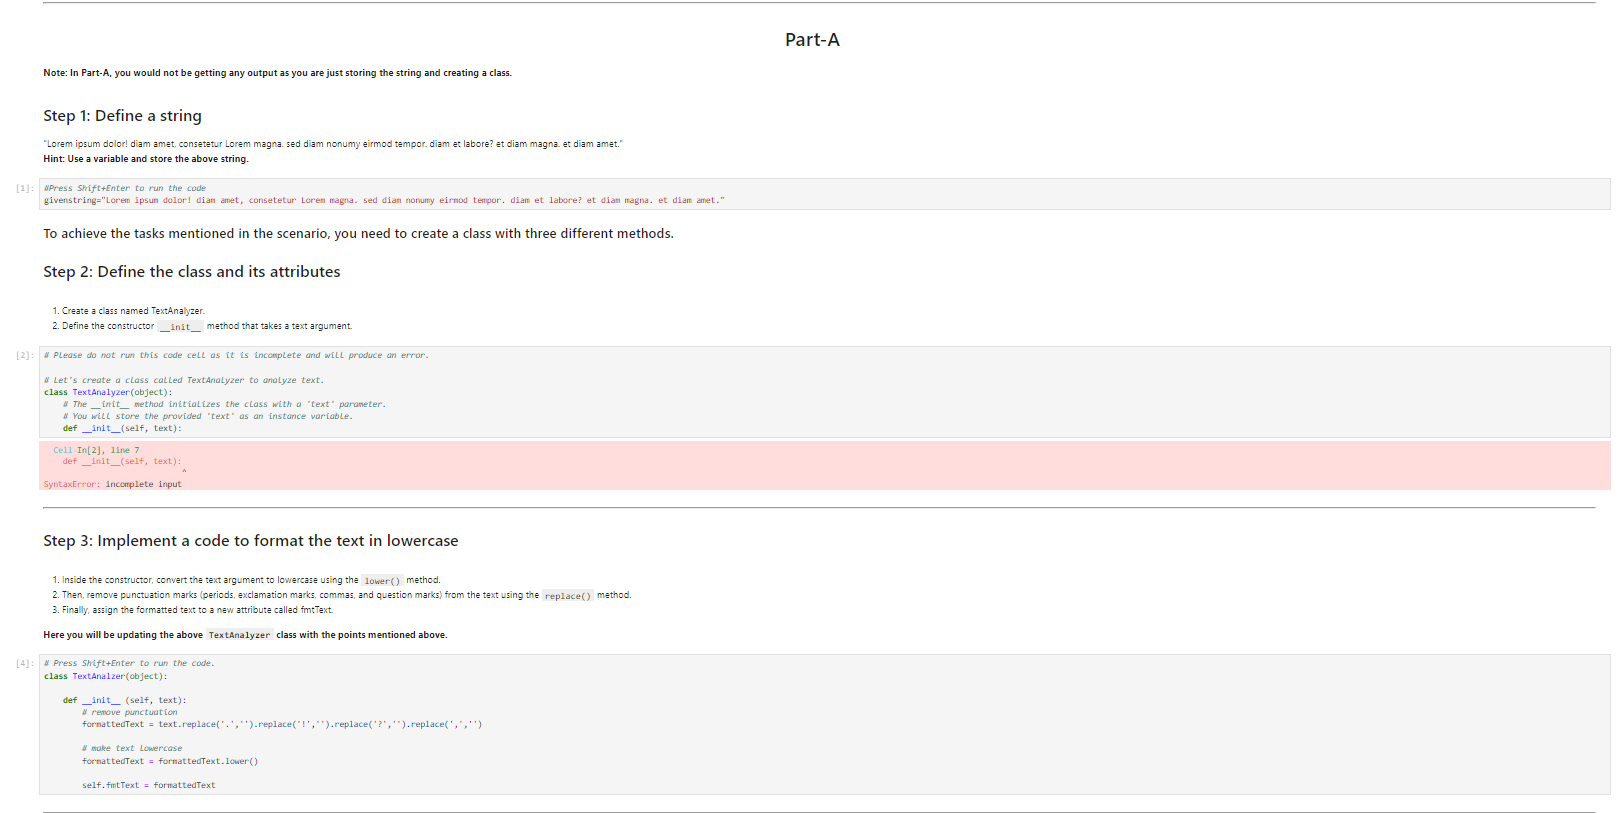 Part-A
Note: In Part-A, you would not be getting any output as you are just storing the string and creating a class.
Step 1: Define a string
"Lorem ipsum dolor! diam amet, consetetur Lorem magna. sed diam nonumy eirmod tempor. diam et labore? et diam magna. et diam amet."
Hint: Use a variable and store the above string.
[1]:
#Press Shift+Enter to run the code
givenstring="Lorem ipsum dolor! diam amet, consetetur Lorem magna. sed diam nonumy eirmod tempor. diam et labore? et diam magna. et diam amet."
To achieve the tasks mentioned in the scenario, you need to create a class with three different methods.
Step 2: Define the class and its attributes
1. Create a class named TextAnalyzer.
2. Define the constructor __init__ method that takes a text argument.
[2]:
# Please do not run this code cell as it is incomplete and will produce an error.
# Let's create a class called TextAnalyzer to analyze text.
class TextAnalyzer(object):
    # The __init__ method initializes the class with a 'text' parameter.
    # You will store the provided 'text' as an instance variable.
    def __init__(self, text):
Cell In[2], line 7
    def __init__(self, text):
                             ^
SyntaxError: incomplete input
Step 3: Implement a code to format the text in lowercase
1. Inside the constructor, convert the text argument to lowercase using the lower() method.
2. Then, remove punctuation marks (periods, exclamation marks, commas, and question marks) from the text using the replace() method.
3. Finally, assign the formatted text to a new attribute called fmtText.
Here you will be updating the above TextAnalyzer class with the points mentioned above.
[4]:
# Press Shift+Enter to run the code.
class TextAnalzer(object):
    def __init__ (self, text):
        # remove punctuation
        formattedText = text.replace('.','').replace('!','').replace('?','').replace(',','')
        # make text lowercase
        formattedText = formattedText.lower()
        self.fmtText = formattedText